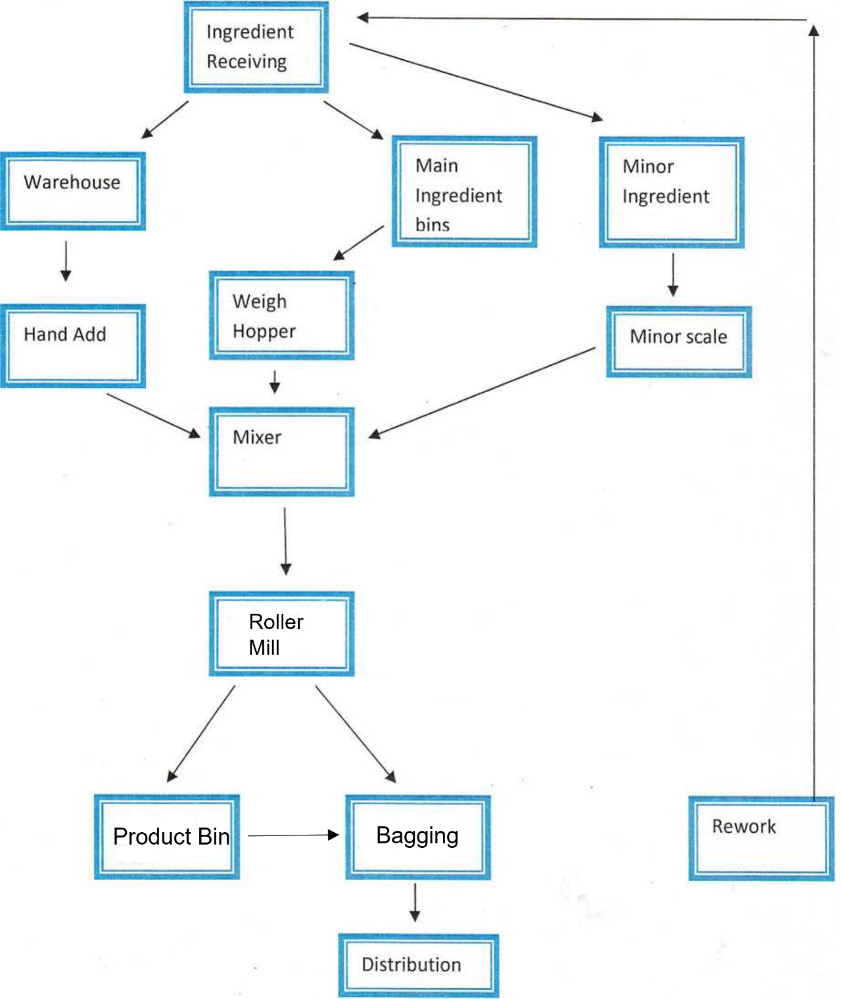 Ingredient
Receiving
Warehouse
Main
Ingredient
bins
Minor
Ingredient
Hand Add
Weigh
Hopper
Minor scale
Mixer
Roller
Mill
Product Bin
Bagging
Rework
Distribution